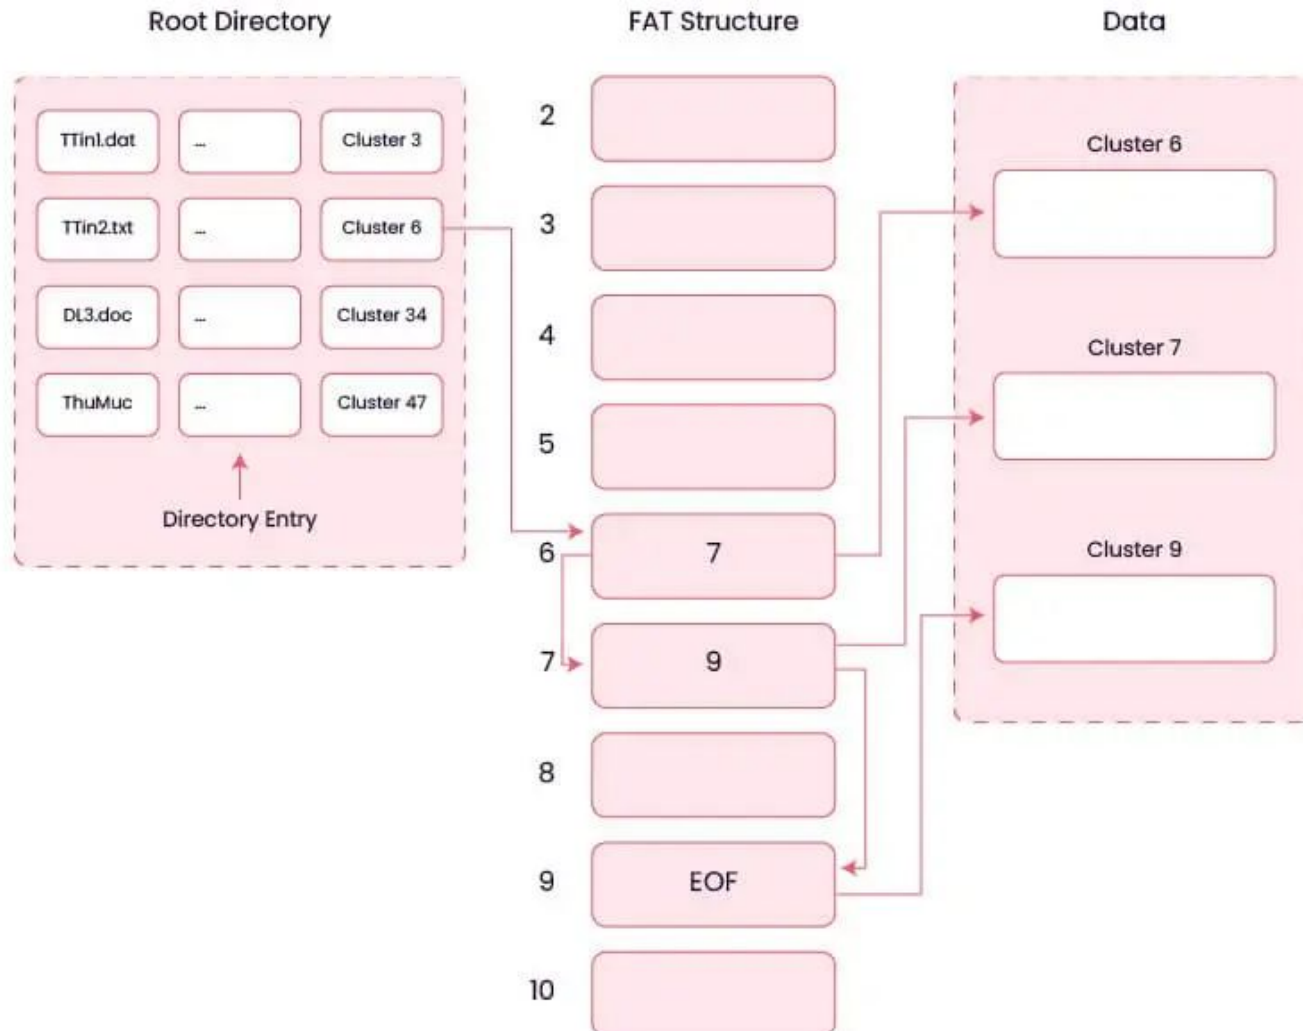 Root Directory
FAT Structure
Data
TTin1.dat ... Cluster 3
TTin2.txt ... Cluster 6
DL3.doc ... Cluster 34
ThuMuc ... Cluster 47
Directory Entry
2
3
4
5
6 7
7 9
8
9 EOF
10
Cluster 6
Cluster 7
Cluster 9